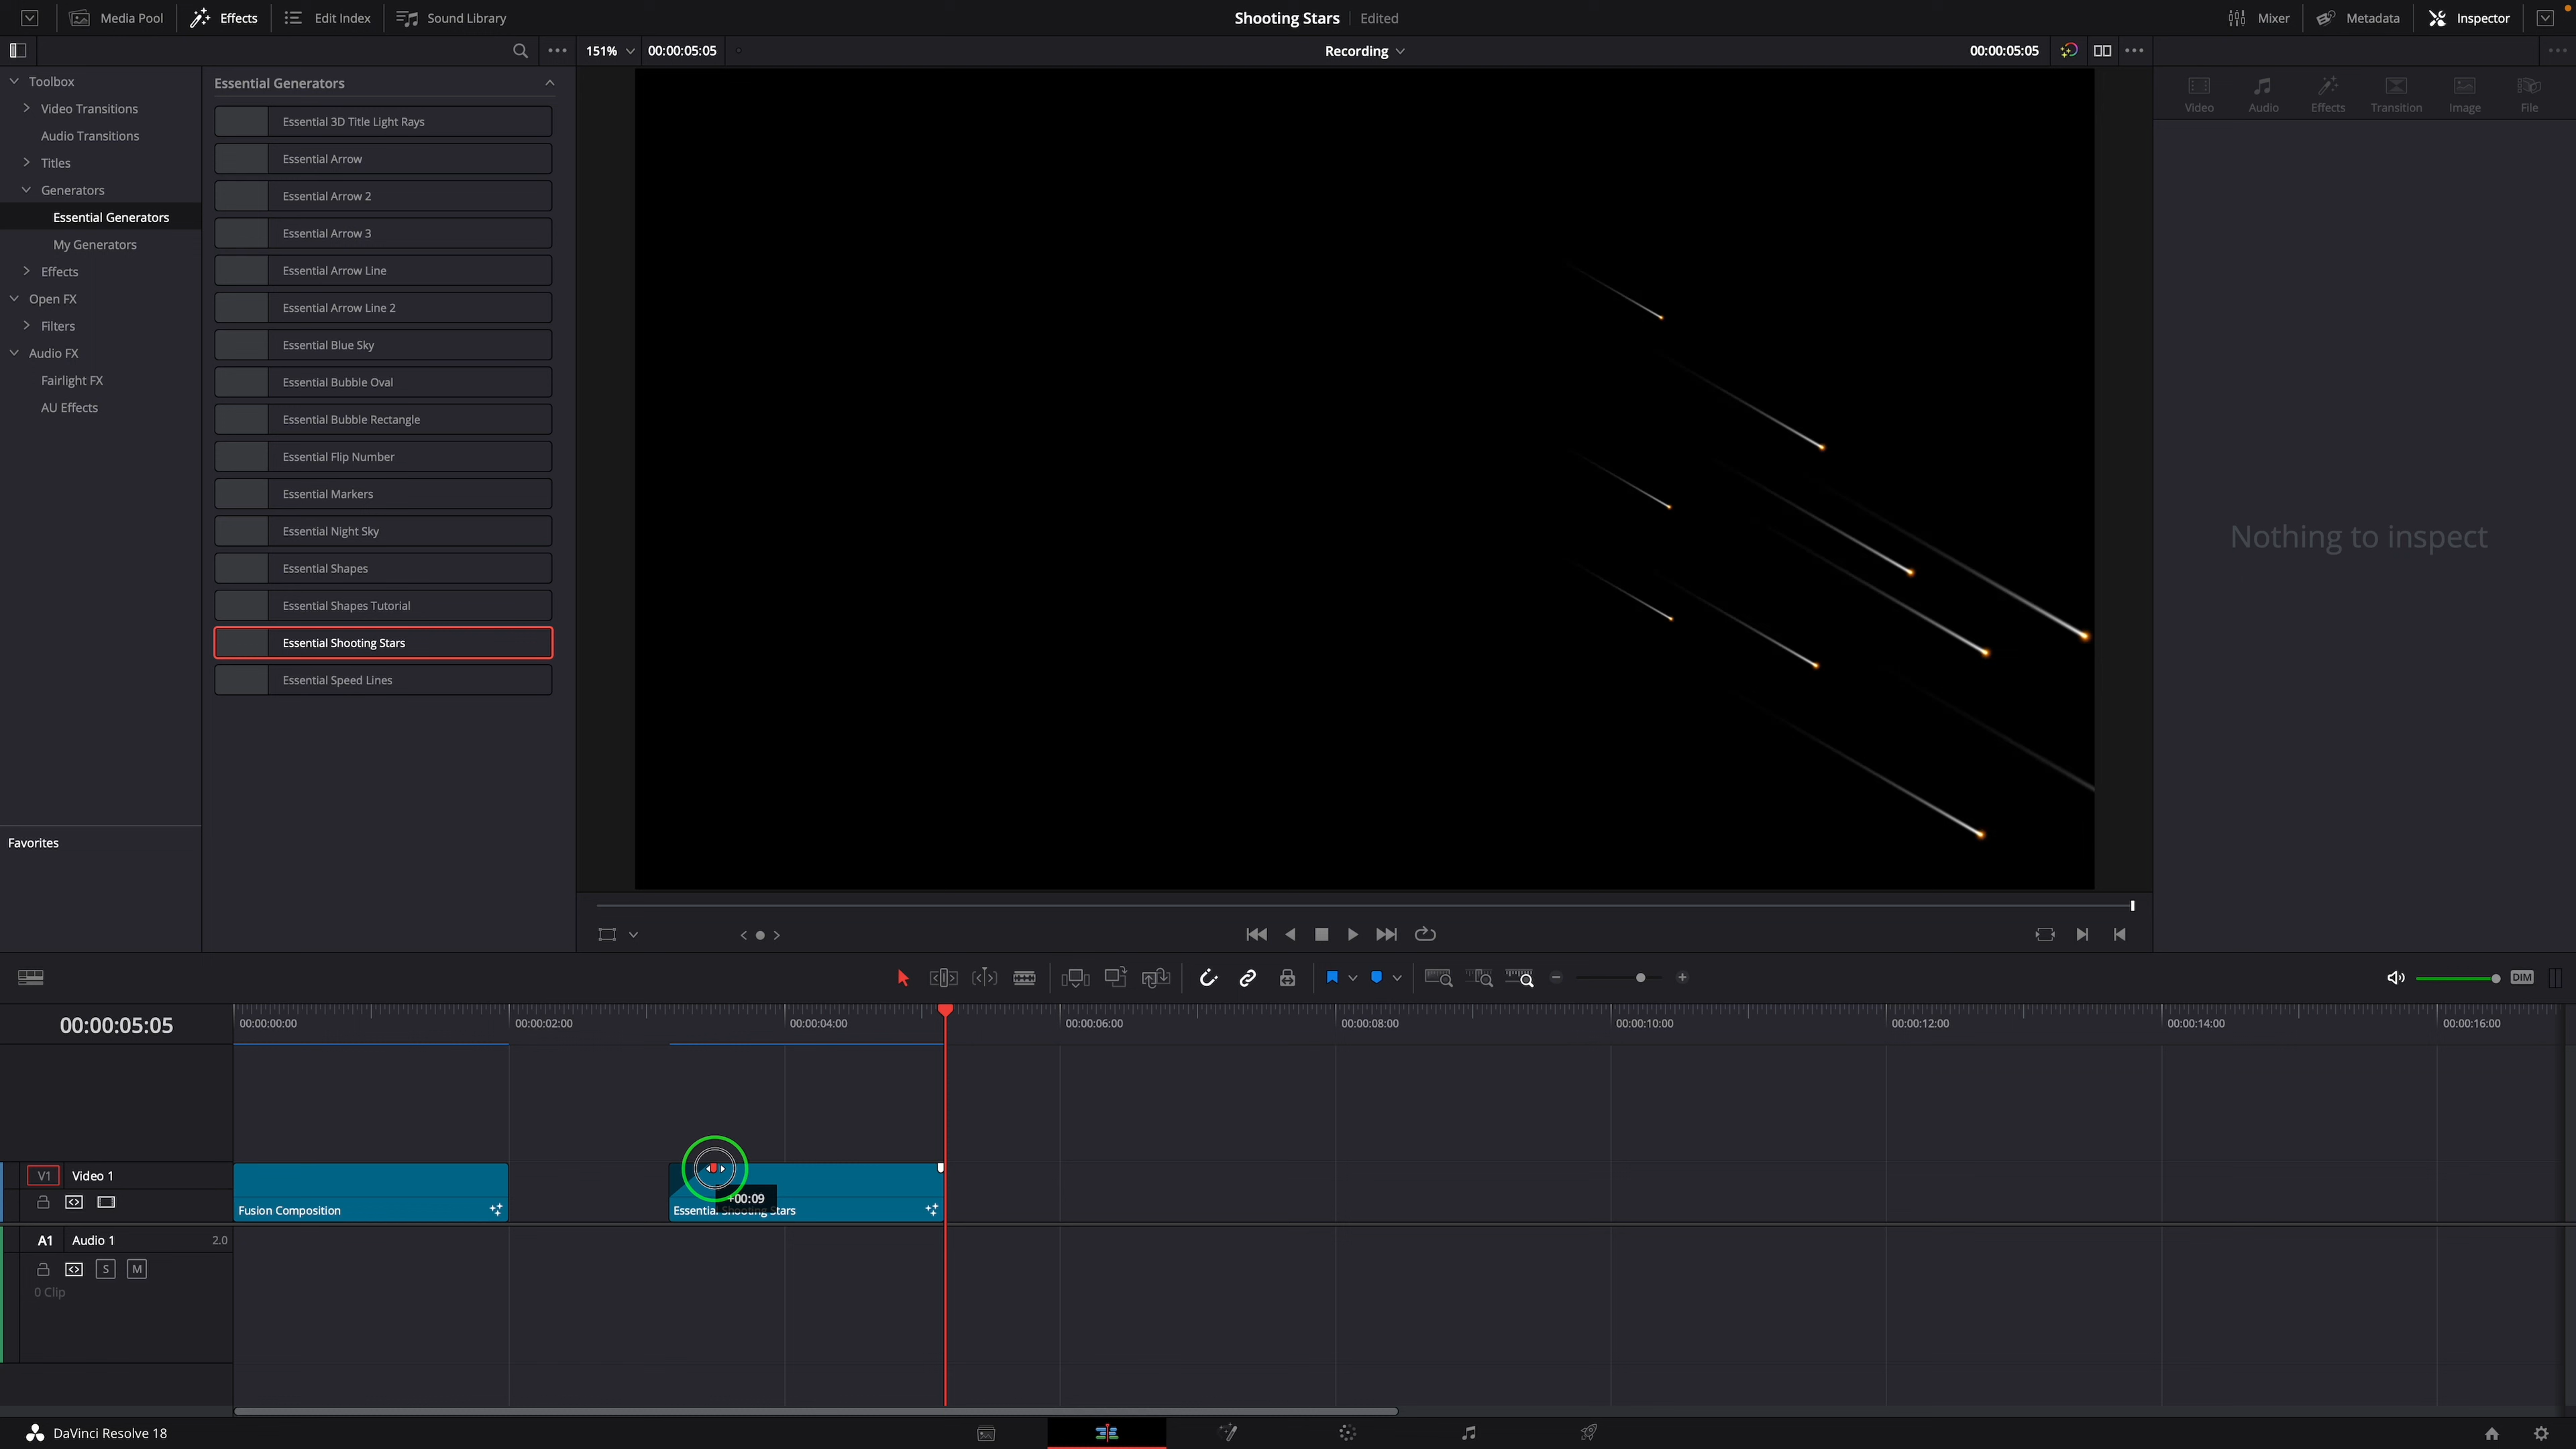 Media Pool Effects Edit Index Sound Library Shooting Stars Edited Mixer Metadata Inspector
151% 00:00:05:05 Recording 00:00:05:05
Toolbox
Video Transitions
Audio Transitions
Titles
Generators
Essential Generators
My Generators
Effects
Open FX
Filters
Audio FX
Fairlight FX
AU Effects
Favorites
Essential Generators
Essential 3D Title Light Rays
Essential Arrow
Essential Arrow 2
Essential Arrow 3
Essential Arrow Line
Essential Arrow Line 2
Essential Blue Sky
Essential Bubble Oval
Essential Bubble Rectangle
Essential Flip Number
Essential Markers
Essential Night Sky
Essential Shapes
Essential Shapes Tutorial
Essential Shooting Stars
Essential Speed Lines
Video Audio Effects Transition Image File
Nothing to inspect
DIM
00:00:05:05
00:00:00:00 00:00:02:00 00:00:04:00 00:00:06:00 00:00:08:00 00:00:10:00 00:00:12:00 00:00:14:00 00:00:16:00
V1 Video 1
+00:09
Fusion Composition Essential Shooting Stars
A1 Audio 1 2.0
S M
0 Clip
DaVinci Resolve 18